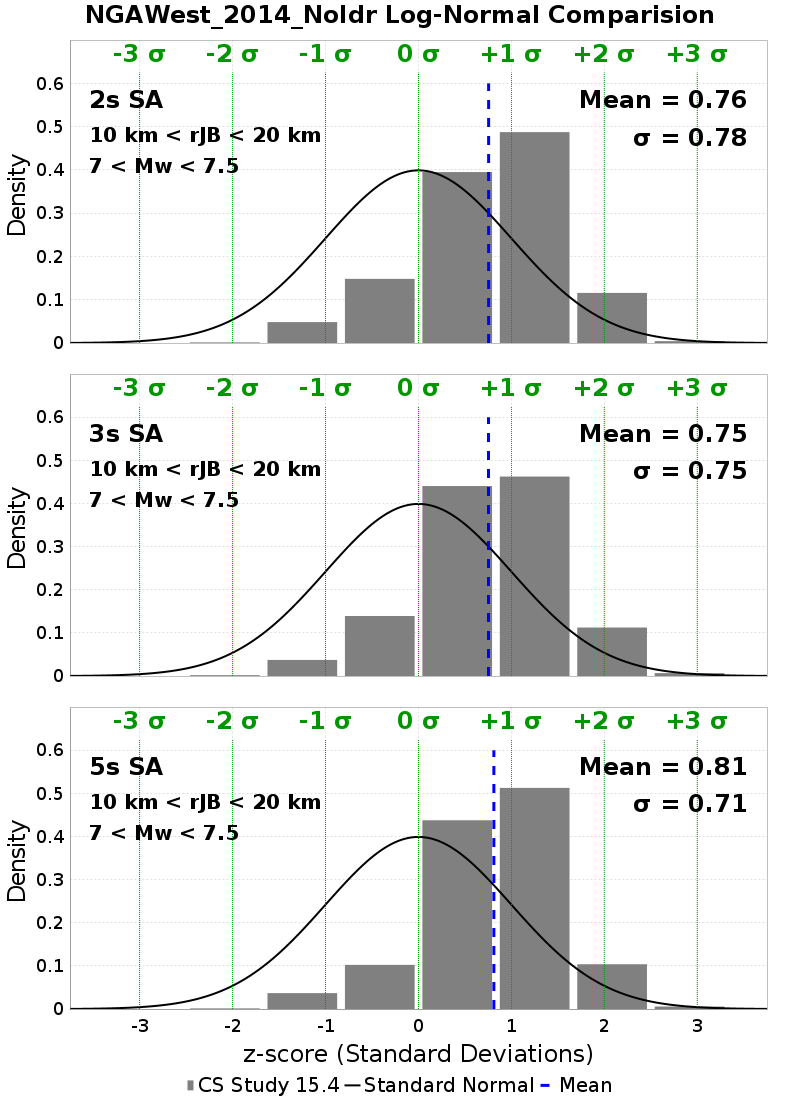 NGAWest_2014_NoIdr Log-Normal Comparision
-3 σ -2 σ -1 σ 0 σ +1 σ +2 σ +3 σ
2s SA
Mean = 0.76
10 km < rJB < 20 km
σ = 0.78
7 < Mw < 7.5
Density
0.6
0.5
0.4
0.3
0.2
0.1
0
-3 σ -2 σ -1 σ 0 σ +1 σ +2 σ +3 σ
3s SA
Mean = 0.75
10 km < rJB < 20 km
σ = 0.75
7 < Mw < 7.5
Density
0.6
0.5
0.4
0.3
0.2
0.1
0
-3 σ -2 σ -1 σ 0 σ +1 σ +2 σ +3 σ
5s SA
Mean = 0.81
10 km < rJB < 20 km
σ = 0.71
7 < Mw < 7.5
Density
0.6
0.5
0.4
0.3
0.2
0.1
0
-3 -2 -1 0 1 2 3
z-score (Standard Deviations)
CS Study 15.4 Standard Normal Mean